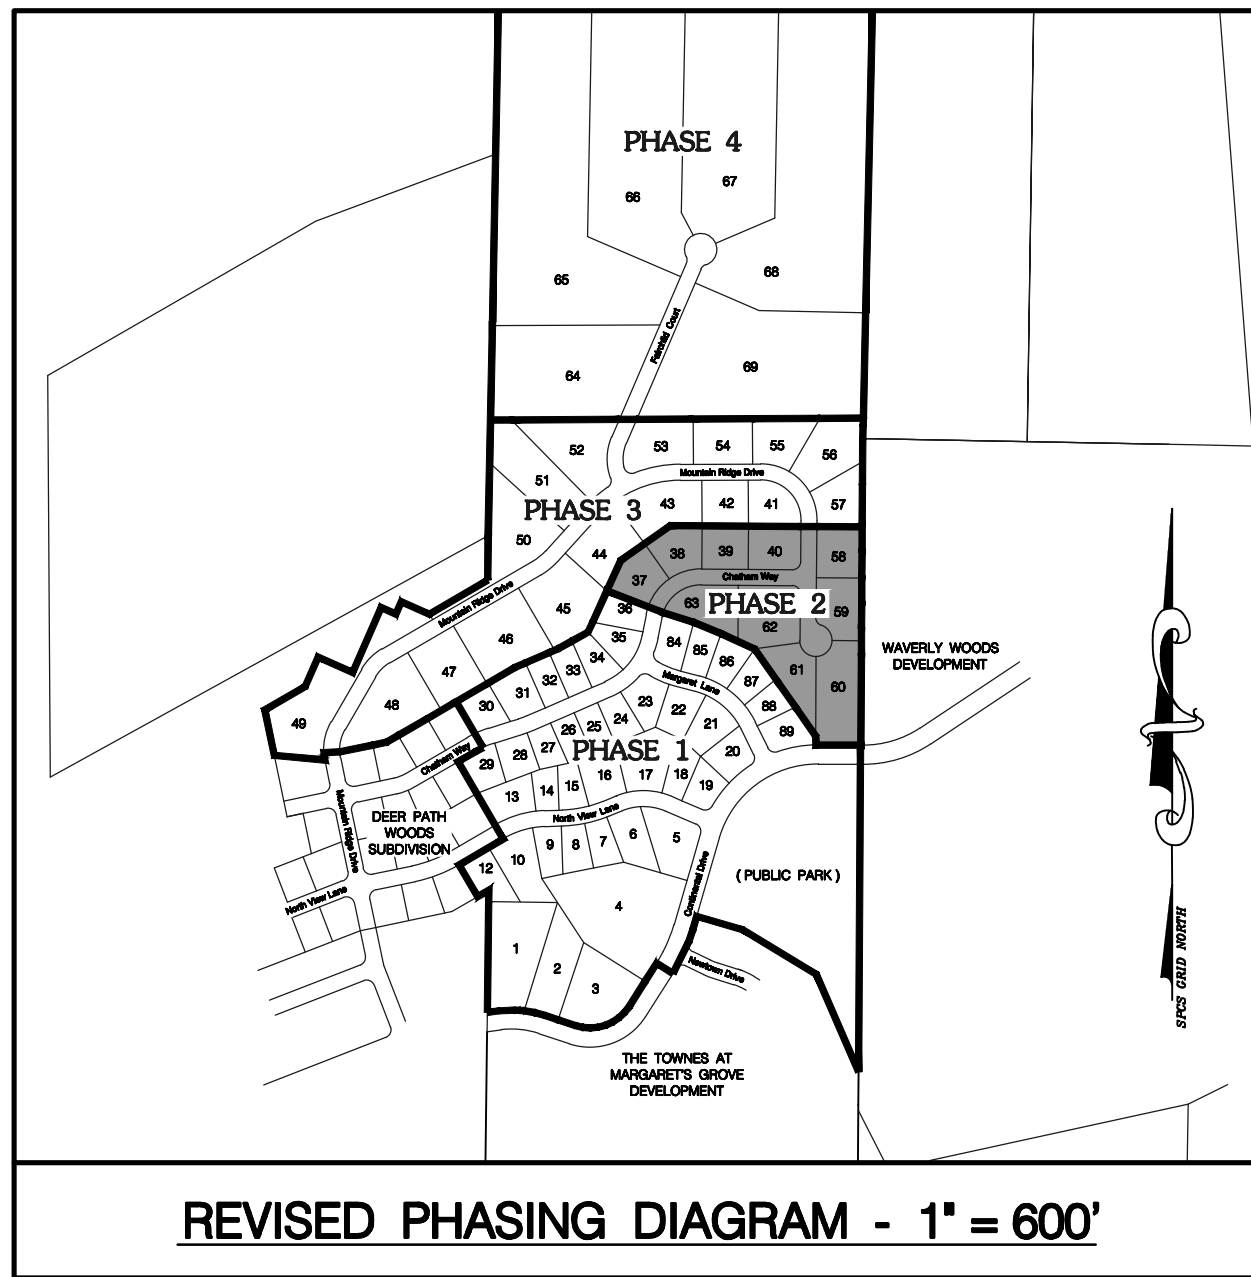 PHASE 4
67
66
68
65
Fairchild Court
69
64
52
53
54
55
56
51
Mountain Ridge Drive
PHASE 3
43
42
41
57
50
44
38
39
40
58
37
Chatham Way
Mountain Ridge Drive
45
36
63
PHASE 2
59
62
46
35
84
85
86
WAVERLY WOODS
DEVELOPMENT
47
34
33
32
31
Margaret Lane
87
61
60
49
48
30
23
22
21
88
89
26
25
24
28
27
PHASE 1
20
Chatham Way
29
16
17
18
19
13
14
15
Mountain Ridge Drive
DEER PATH
WOODS
SUBDIVISION
North View Lane
9
8
7
6
5
10
12
( PUBLIC PARK )
Continental Drive
North View Lane
4
1
2
3
Newtown Drive
SPCS GRID NORTH
THE TOWNES AT
MARGARET'S GROVE
DEVELOPMENT
REVISED PHASING DIAGRAM - 1" = 600'